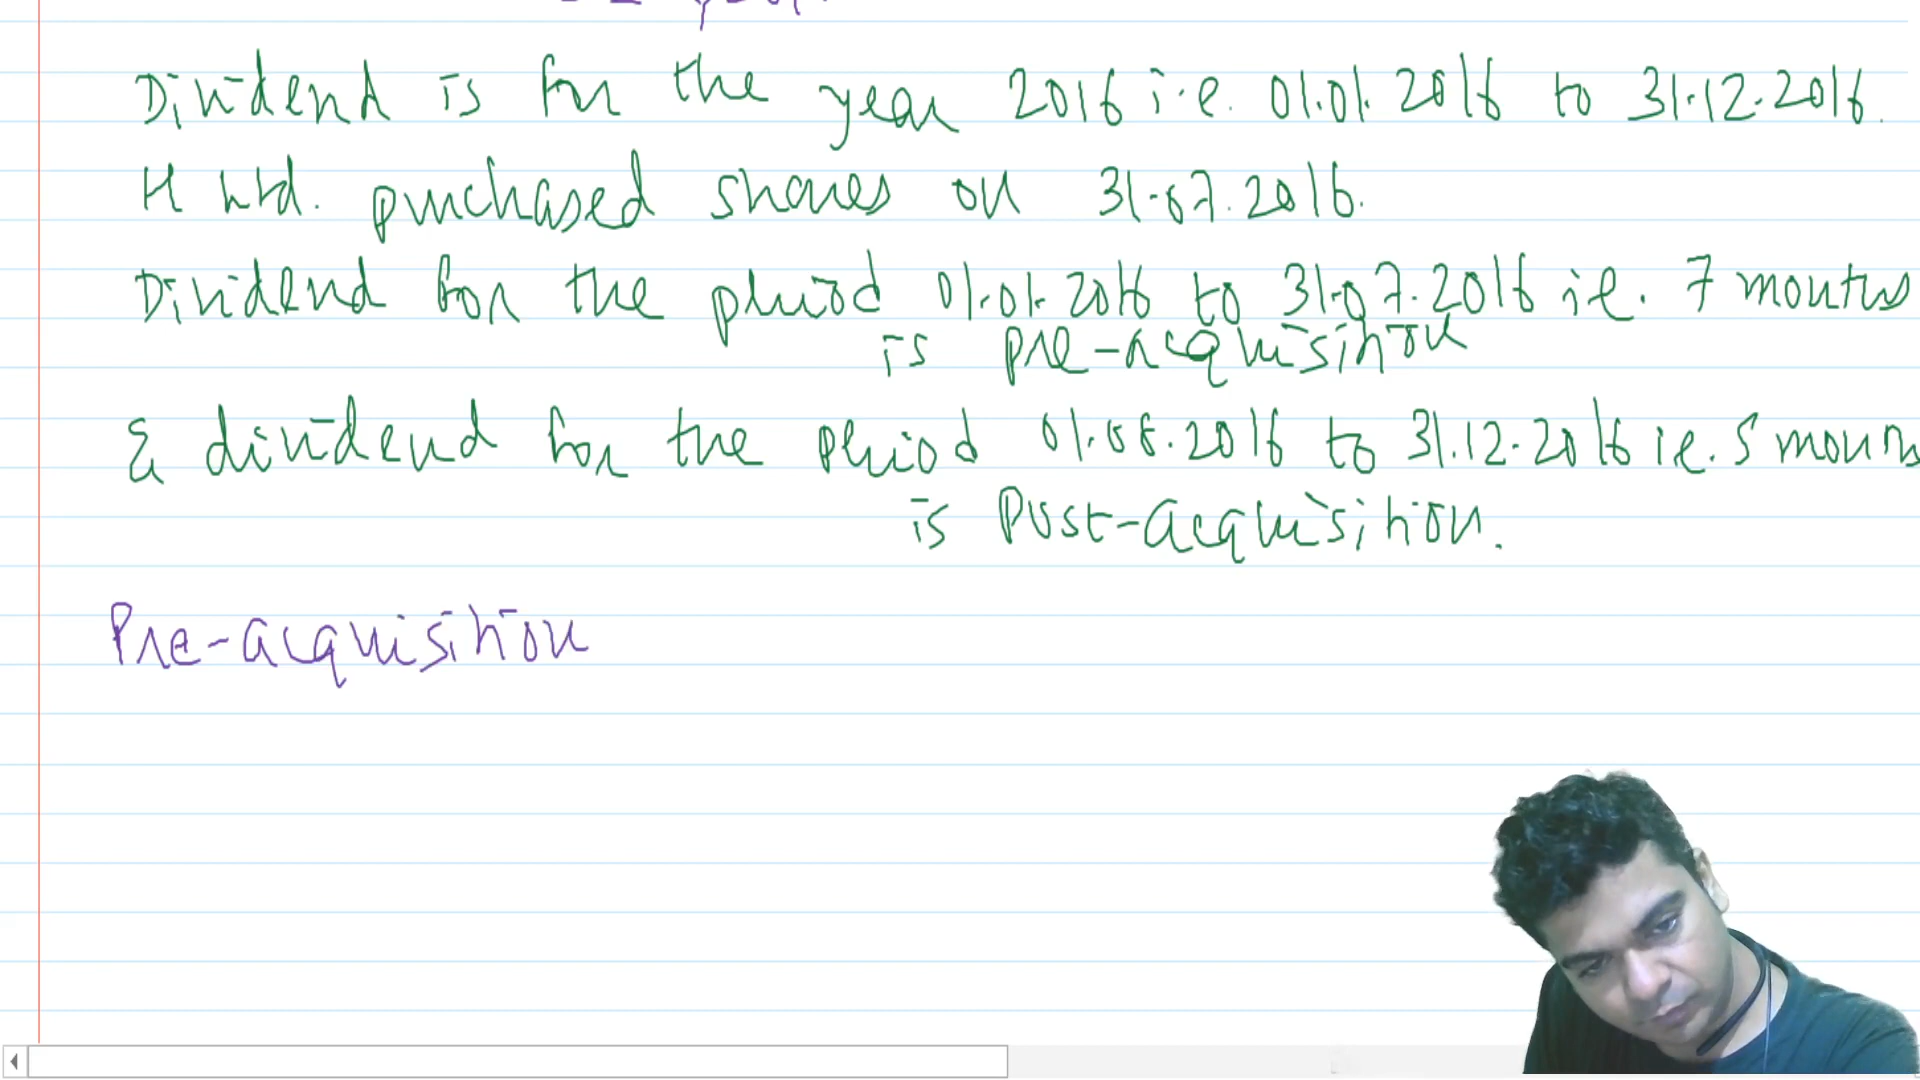 Dividend is for the year 2016 i.e. 01.01.2016 to 31.12.2016.
H Ltd. purchased shares on 31.07.2016.
Dividend for the period 01.01.2016 to 31.07.2016 i.e. 7 months
is pre-acquisition
& dividend for the period 01.08.2016 to 31.12.2016 i.e. 5 months
is Post-acquisition.
Pre-acquisition